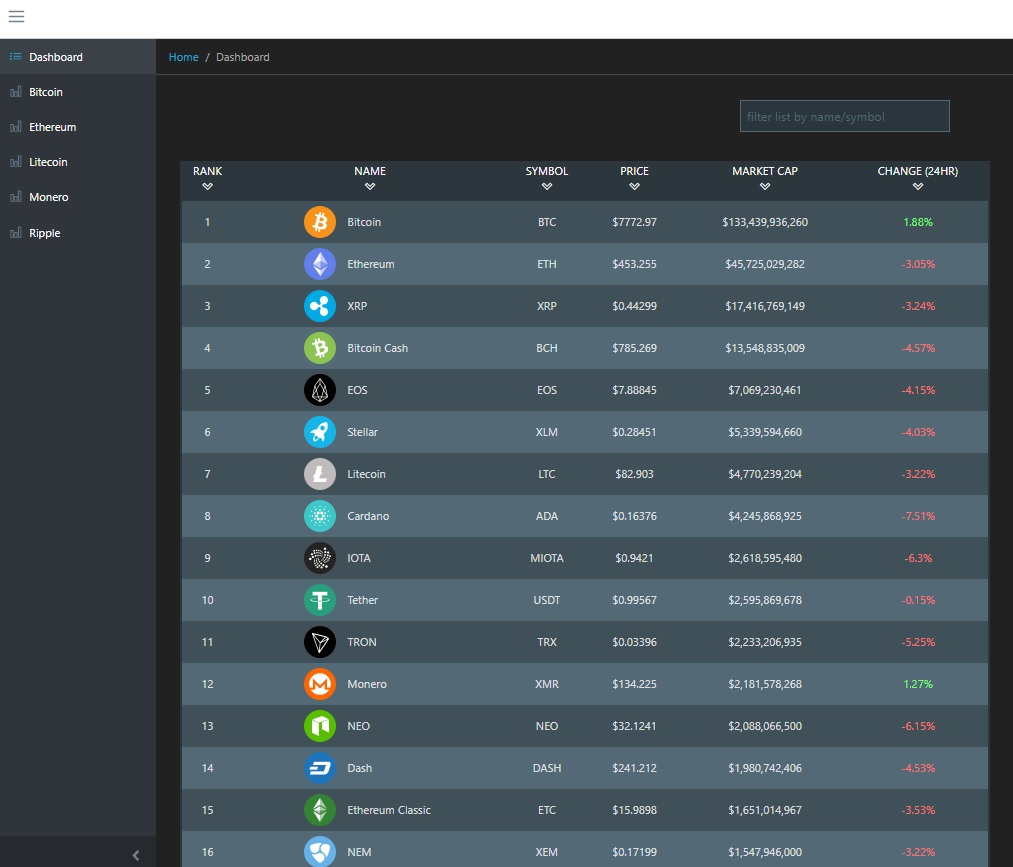 Dashboard
Bitcoin
Ethereum
Litecoin
Monero
Ripple
Home / Dashboard
filter list by name/symbol
RANK NAME SYMBOL PRICE MARKET CAP CHANGE (24HR)
1 Bitcoin BTC $7772.97 $133,439,936,260 1.88%
2 Ethereum ETH $453.255 $45,725,029,282 -3.05%
3 XRP XRP $0.44299 $17,416,769,149 -3.24%
4 Bitcoin Cash BCH $785.269 $13,548,835,009 -4.57%
5 EOS EOS $7.88845 $7,069,230,461 -4.15%
6 Stellar XLM $0.28451 $5,339,594,660 -4.03%
7 Litecoin LTC $82.903 $4,770,239,204 -3.22%
8 Cardano ADA $0.16376 $4,245,868,925 -7.51%
9 IOTA MIOTA $0.9421 $2,618,595,480 -6.3%
10 Tether USDT $0.99567 $2,595,869,678 -0.15%
11 TRON TRX $0.03396 $2,233,206,935 -5.25%
12 Monero XMR $134.225 $2,181,578,268 1.27%
13 NEO NEO $32.1241 $2,088,066,500 -6.15%
14 Dash DASH $241.212 $1,980,742,406 -4.53%
15 Ethereum Classic ETC $15.9898 $1,651,014,967 -3.53%
16 NEM XEM $0.17199 $1,547,946,000 -3.22%